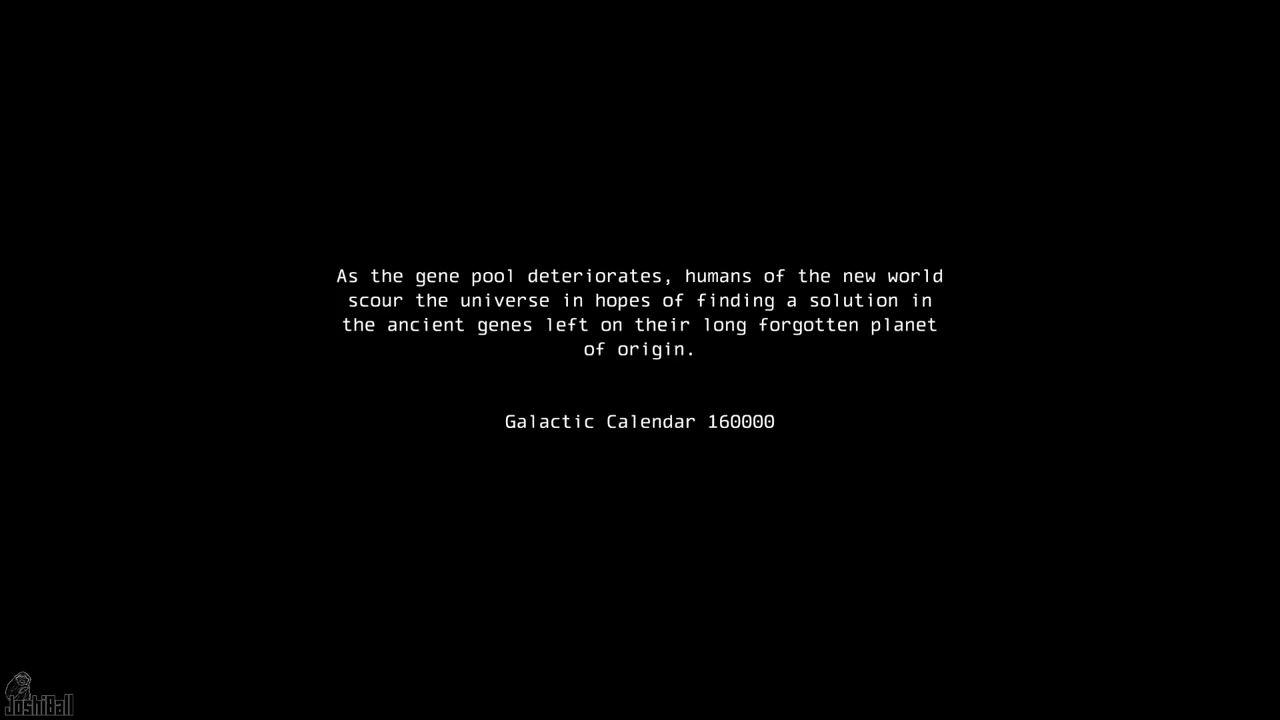 As the gene pool deteriorates, humans of the new world
scour the universe in hopes of finding a solution in
the ancient genes left on their long forgotten planet
of origin.
Galactic Calendar 160000
JoshiBall